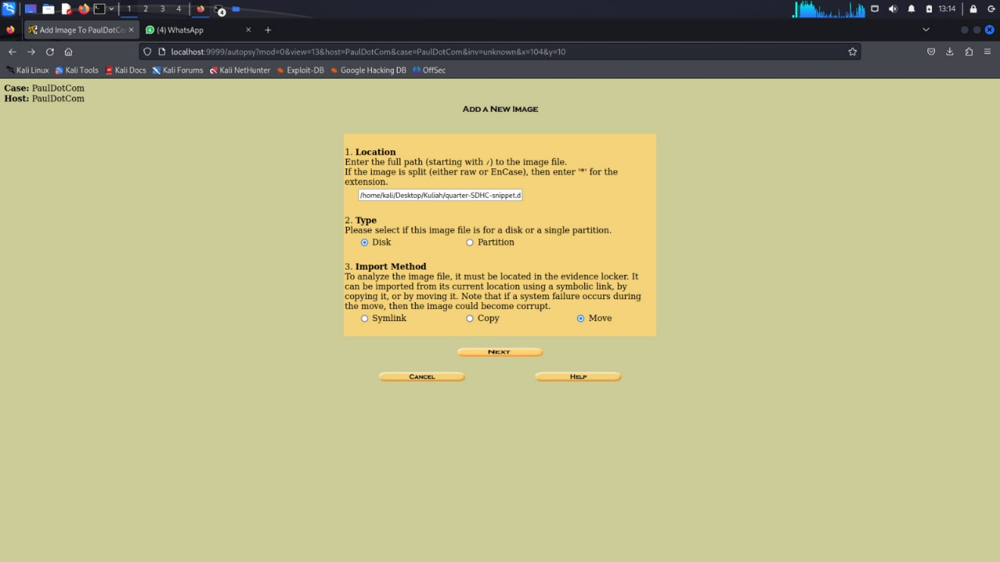 1 2 3 4 4 13:14
Add Image To PaulDotCo × (4) WhatsApp × +
localhost:9999/autopsy?mod=0&view=13&host=PaulDotCom&case=PaulDotCom&inv=unknown&x=104&y=10
Kali Linux Kali Tools Kali Docs Kali Forums Kali NetHunter Exploit-DB Google Hacking DB OffSec
Case: PaulDotCom
Host: PaulDotCom
ADD A NEW IMAGE
1. Location
Enter the full path (starting with /) to the image file.
If the image is split (either raw or EnCase), then enter '*' for the
extension.
/home/kali/Desktop/Kuliah/quarter-SDHC-snippet.d
2. Type
Please select if this image file is for a disk or a single partition.
Disk Partition
3. Import Method
To analyze the image file, it must be located in the evidence locker. It
can be imported from its current location using a symbolic link, by
copying it, or by moving it. Note that if a system failure occurs during
the move, then the image could become corrupt.
Symlink Copy Move
NEXT
CANCEL HELP